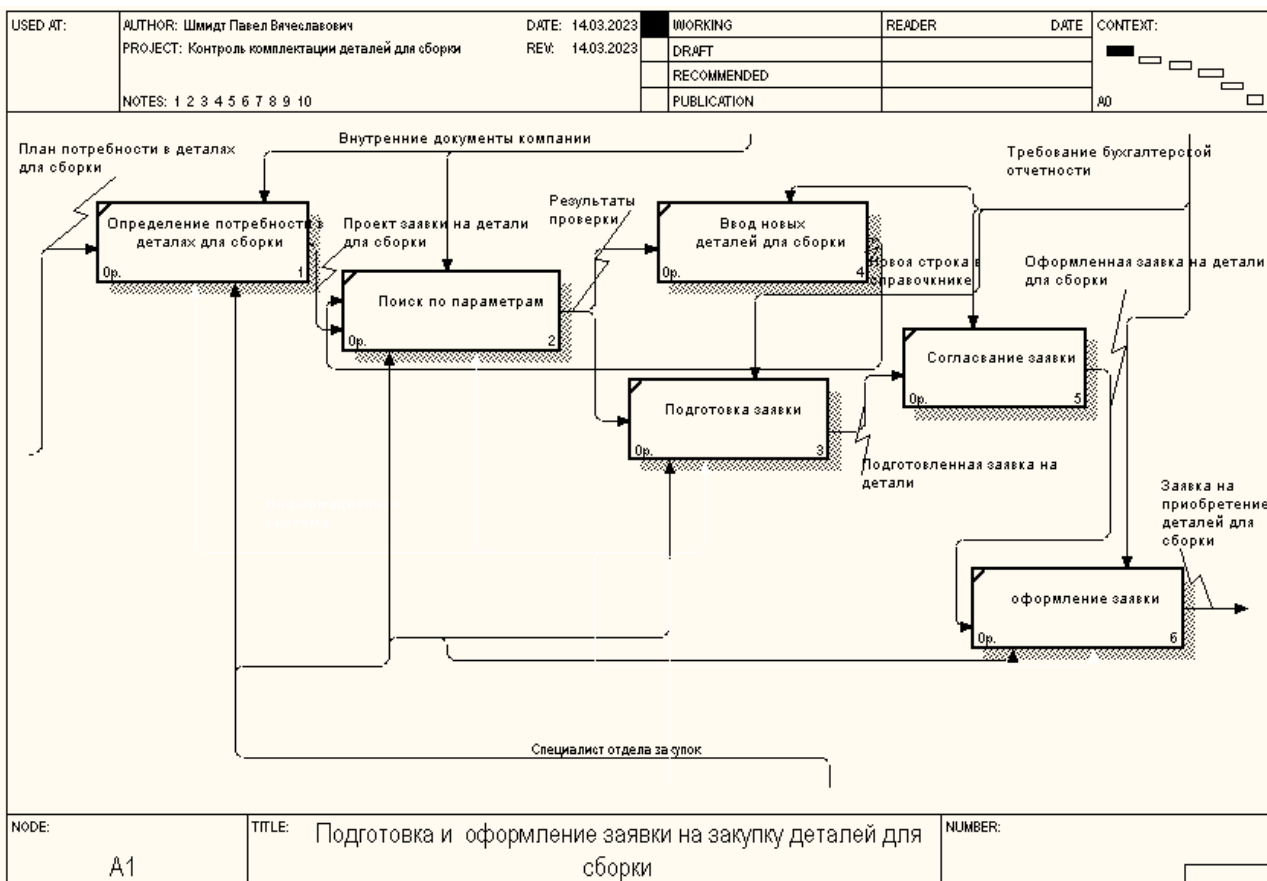 USED AT:
AUTHOR: Шмидт Павел Вячеславович
DATE: 14.03.2023
WORKING
READER
DATE
CONTEXT:
PROJECT: Контроль комплектации деталей для сборки
REV: 14.03.2023
DRAFT
RECOMMENDED
NOTES: 1 2 3 4 5 6 7 8 9 10
PUBLICATION
A0
План потребности в деталях
для сборки
Внутренние документы компании
Требование бухгалтерской
отчетности
Определение потребности в
деталях для сборки
0р.
1
Проект заявки на детали
для сборки
Результаты
проверки
Ввод новых
деталей для сборки
0р.
4
Новоя строка в
справочкнике
Оформленная заявка на детали
для сборки
Поиск по параметрам
0р.
2
Согласвание заявки
0р.
5
Подготовка заявки
0р.
3
Подготовленная заявка на
детали
Заявка на
приобретение
деталей для
сборки
оформление заявки
0р.
6
Специалист отдела закупок
NODE:
A1
TITLE:
Подготовка и оформление заявки на закупку деталей для
сборки
NUMBER: